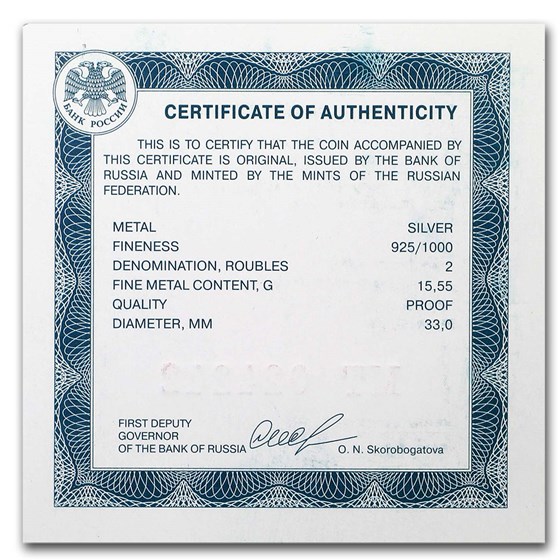 БАНК РОССИИ
CERTIFICATE OF AUTHENTICITY
THIS IS TO CERTIFY THAT THE COIN ACCOMPANIED BY
THIS CERTIFICATE IS ORIGINAL, ISSUED BY THE BANK OF
RUSSIA AND MINTED BY THE MINTS OF THE RUSSIAN
FEDERATION.
METAL SILVER
FINENESS 925/1000
DENOMINATION, ROUBLES 2
FINE METAL CONTENT, G 15,55
QUALITY PROOF
DIAMETER, MM 33,0
FIRST DEPUTY
GOVERNOR
OF THE BANK OF RUSSIA
O. N. Skorobogatova